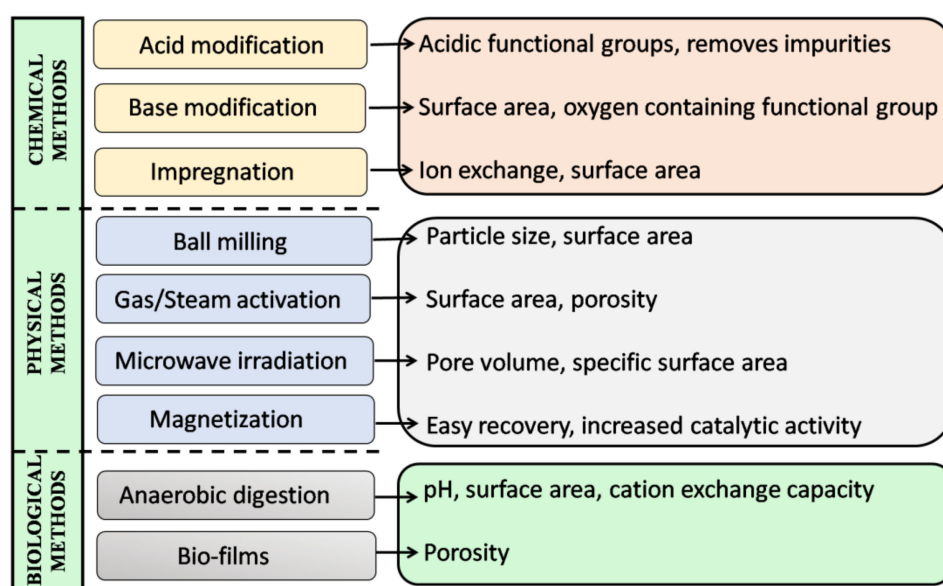 CHEMICAL
METHODS
Acid modification
Acidic functional groups, removes impurities
Base modification
Surface area, oxygen containing functional group
Impregnation
Ion exchange, surface area
PHYSICAL
METHODS
Ball milling
Particle size, surface area
Gas/Steam activation
Surface area, porosity
Microwave irradiation
Pore volume, specific surface area
Magnetization
Easy recovery, increased catalytic activity
BIOLOGICAL
METHODS
Anaerobic digestion
pH, surface area, cation exchange capacity
Bio-films
Porosity